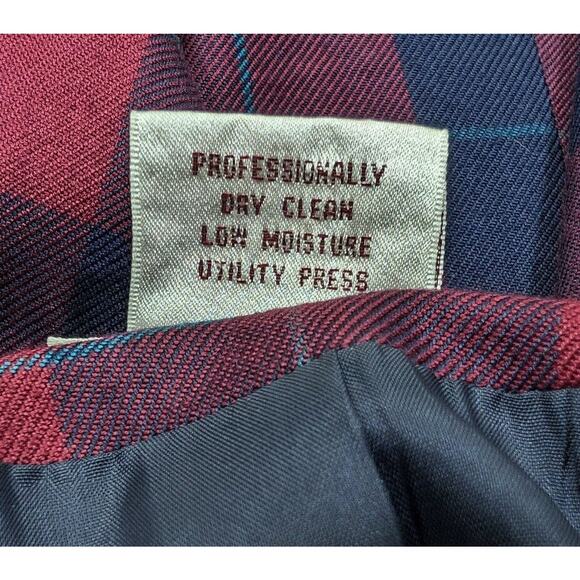 PROFESSIONALLY
DRY CLEAN
LOW MOISTURE
UTILITY PRESS